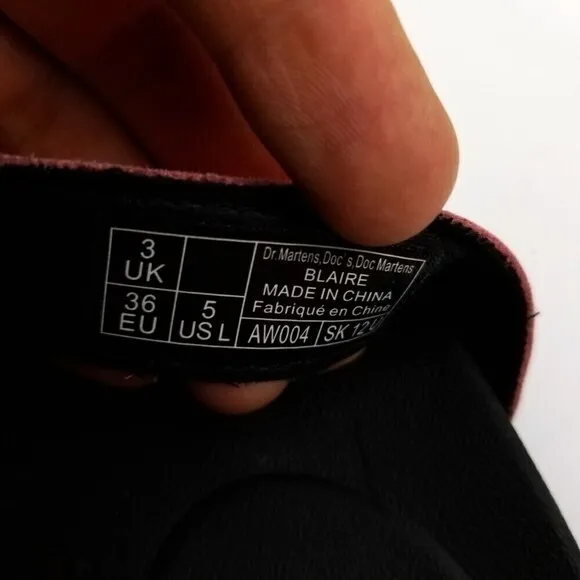 3
UK
36
EU
5
US L
Dr.Martens,Doc's,Doc Martens
BLAIRE
MADE IN CHINA
Fabriqué en Chine
AW004
SK